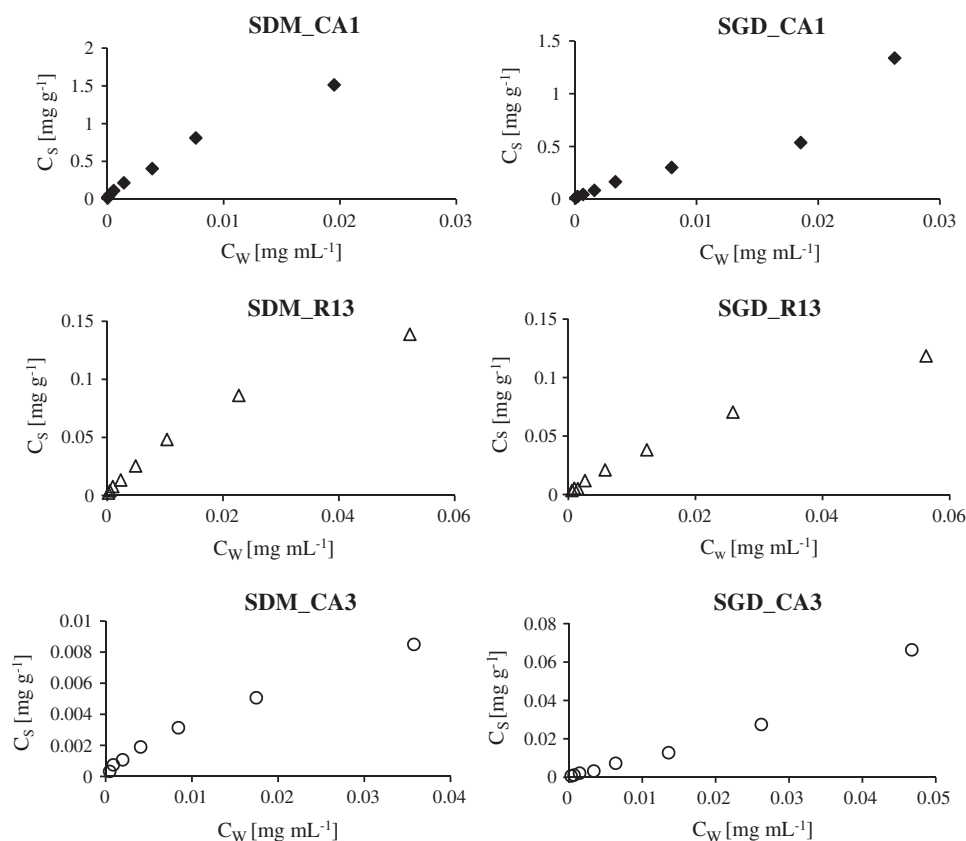 SDM_CA1
2
1.5
1
0.5
0
0 0.01 0.02 0.03
C_S [mg g⁻¹]
C_W [mg mL⁻¹]
SGD_CA1
1.5
1
0.5
0
0 0.01 0.02 0.03
C_S [mg g⁻¹]
C_W [mg mL⁻¹]
SDM_R13
0.15
0.1
0.05
0
0 0.02 0.04 0.06
C_S [mg g⁻¹]
C_W [mg mL⁻¹]
SGD_R13
0.15
0.1
0.05
0
0 0.02 0.04 0.06
Cs [mg g⁻¹]
C_w [mg mL⁻¹]
SDM_CA3
0.01
0.008
0.006
0.004
0.002
0
0 0.01 0.02 0.03 0.04
C_S [mg g⁻¹]
C_W [mg mL⁻¹]
SGD_CA3
0.08
0.06
0.04
0.02
0
0 0.01 0.02 0.03 0.04 0.05
C_S [mg g⁻¹]
C_W [mg mL⁻¹]